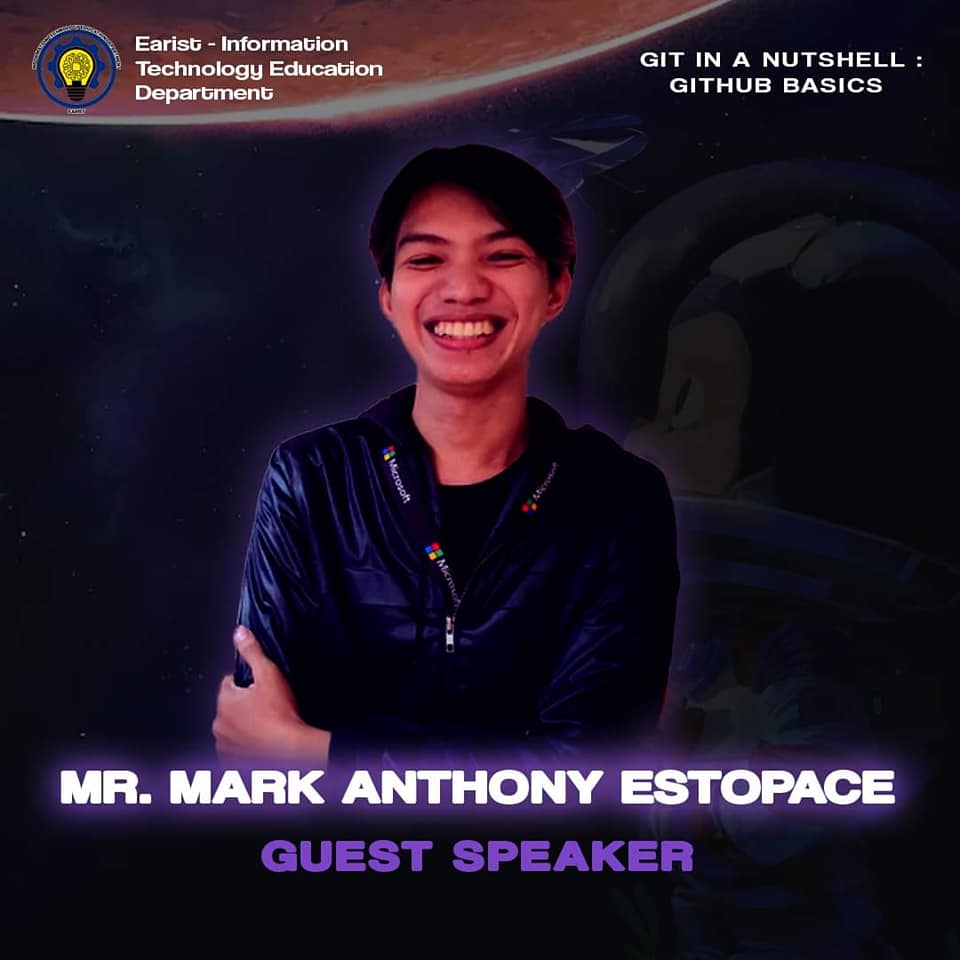 Earist - Information
Technology Education
Department
GIT IN A NUTSHELL :
GITHUB BASICS
EARIST
Microsoft
Microsoft
Microsoft
MR. MARK ANTHONY ESTOPACE
GUEST SPEAKER